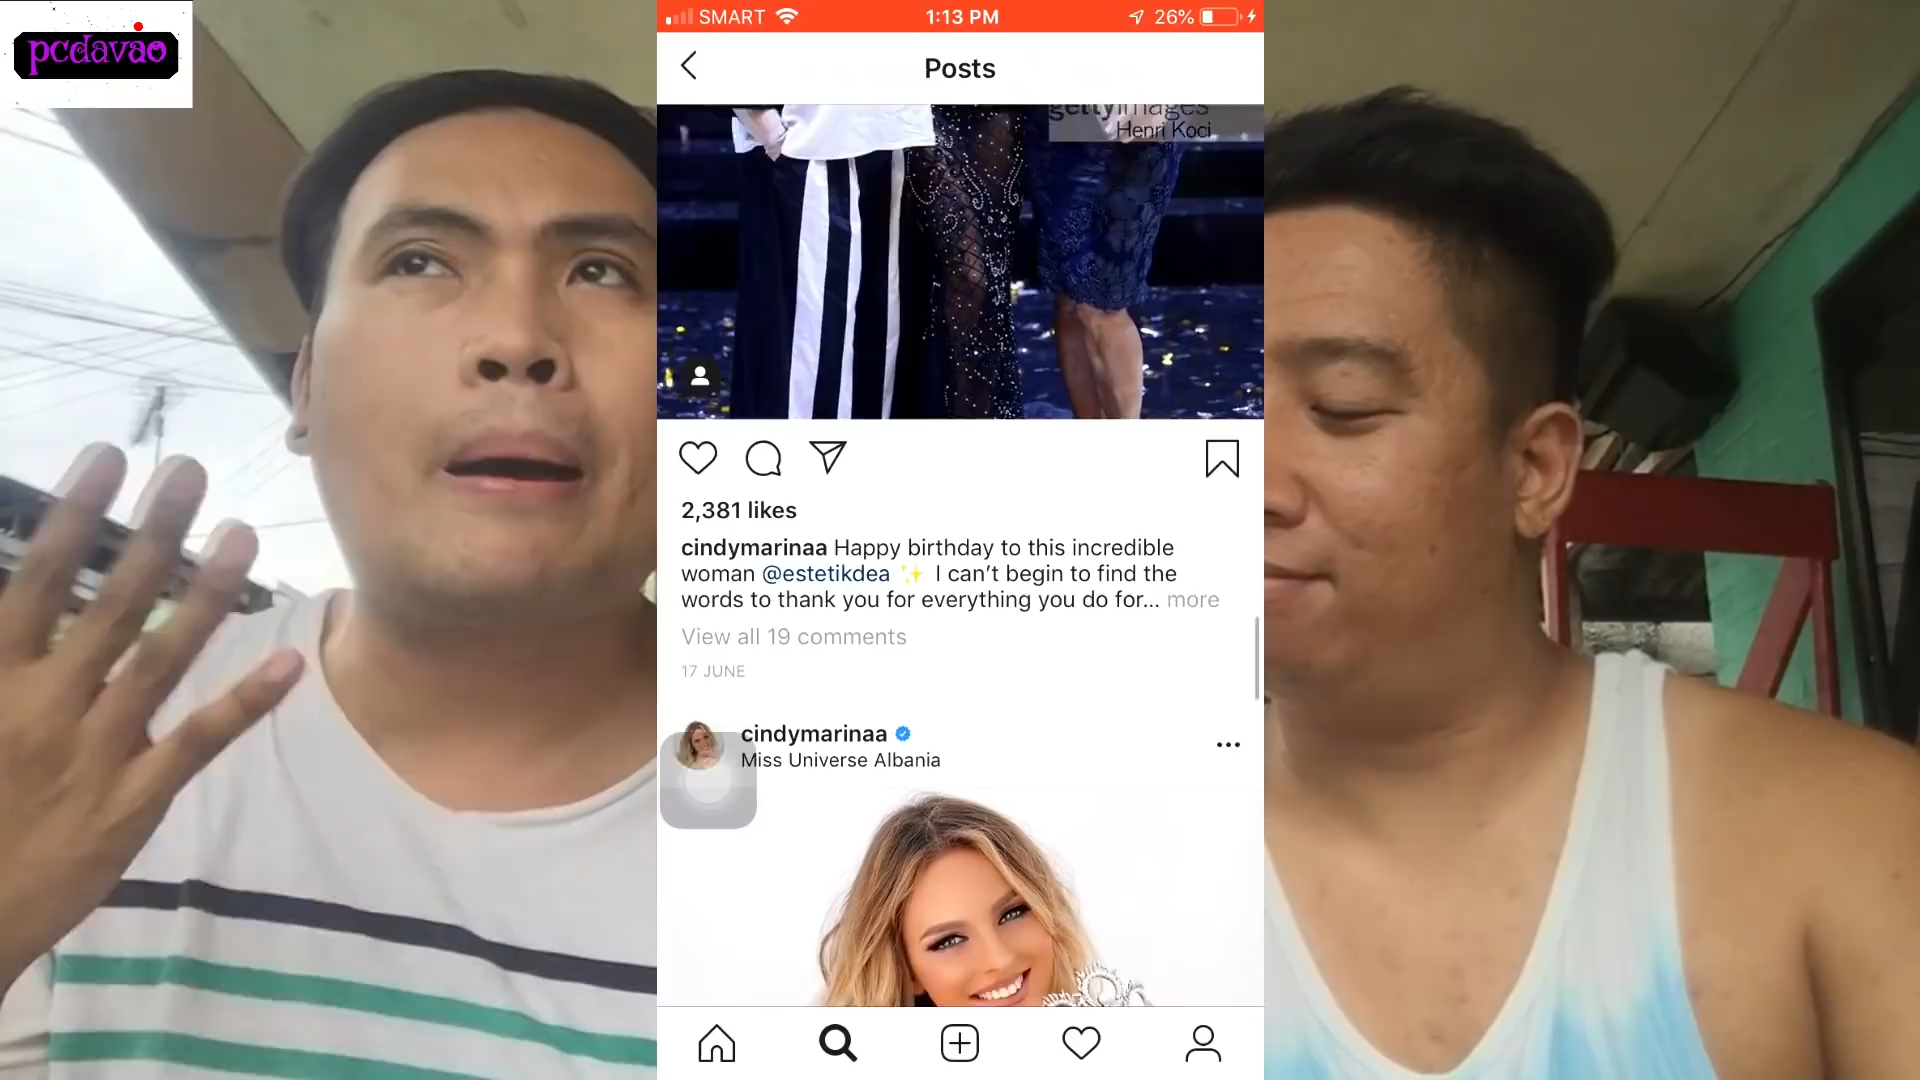 pcdavao
SMART
1:13 PM
26%
Posts
gettyimages
Henri Koci
2,381 likes
cindymarinaa Happy birthday to this incredible
woman @estetikdea ✨ I can’t begin to find the
words to thank you for everything you do for... more
View all 19 comments
17 JUNE
cindymarinaa
Miss Universe Albania